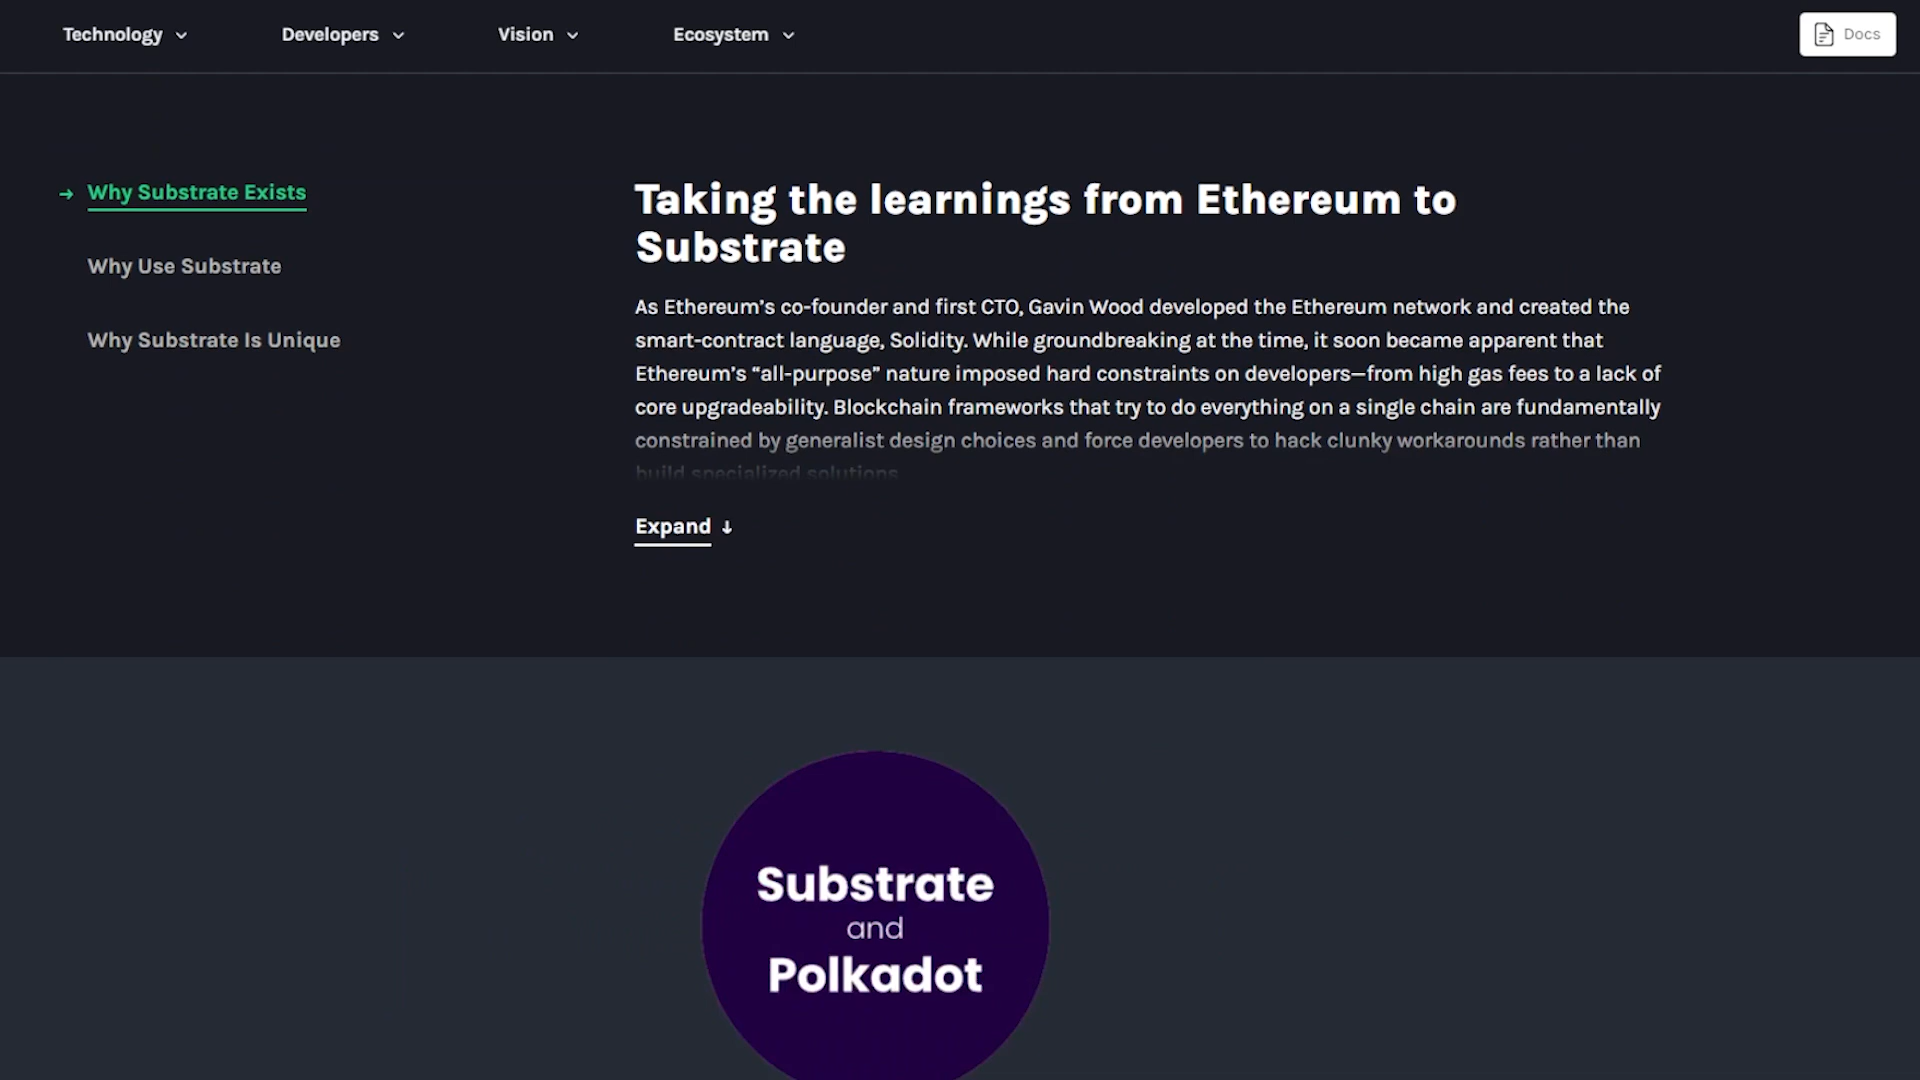 Technology
Developers
Vision
Ecosystem
Docs
Why Substrate Exists
Why Use Substrate
Why Substrate Is Unique
Taking the learnings from Ethereum to
Substrate
As Ethereum’s co-founder and first CTO, Gavin Wood developed the Ethereum network and created the
smart-contract language, Solidity. While groundbreaking at the time, it soon became apparent that
Ethereum’s “all-purpose” nature imposed hard constraints on developers—from high gas fees to a lack of
core upgradeability. Blockchain frameworks that try to do everything on a single chain are fundamentally
constrained by generalist design choices and force developers to hack clunky workarounds rather than
build specialized solutions
Expand ↓
Substrate
and
Polkadot